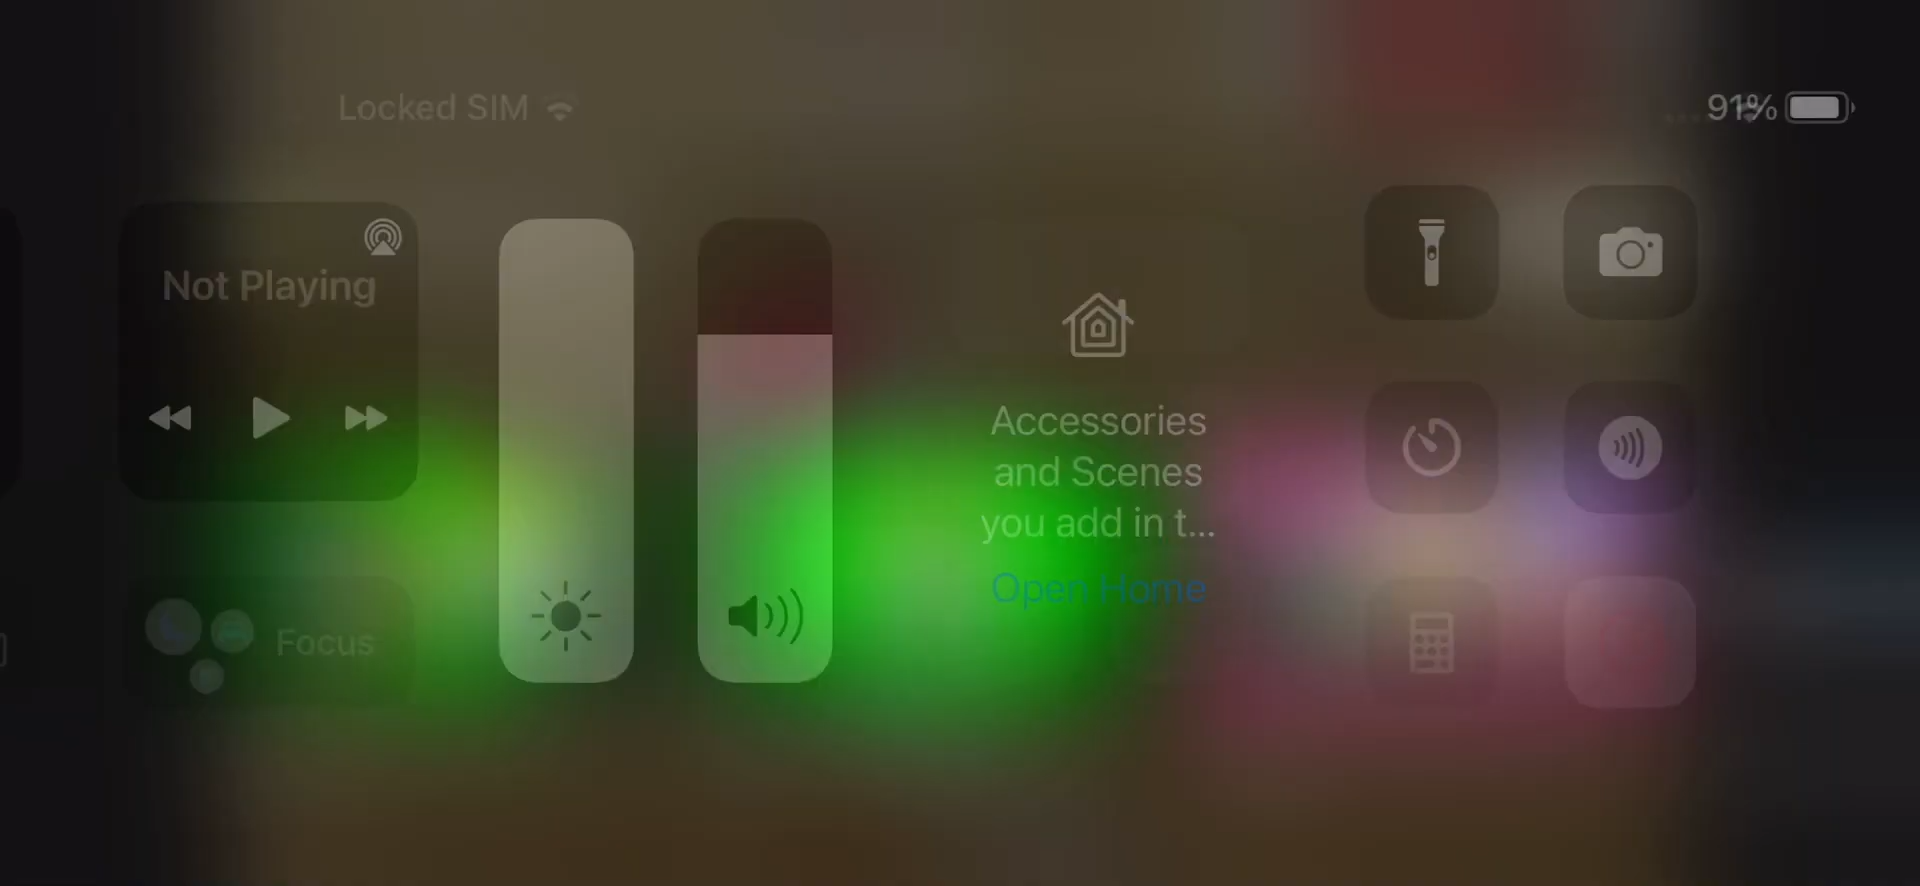 Locked SIM
91%
Not Playing
Accessories
and Scenes
you add in t...
Open Home
Focus